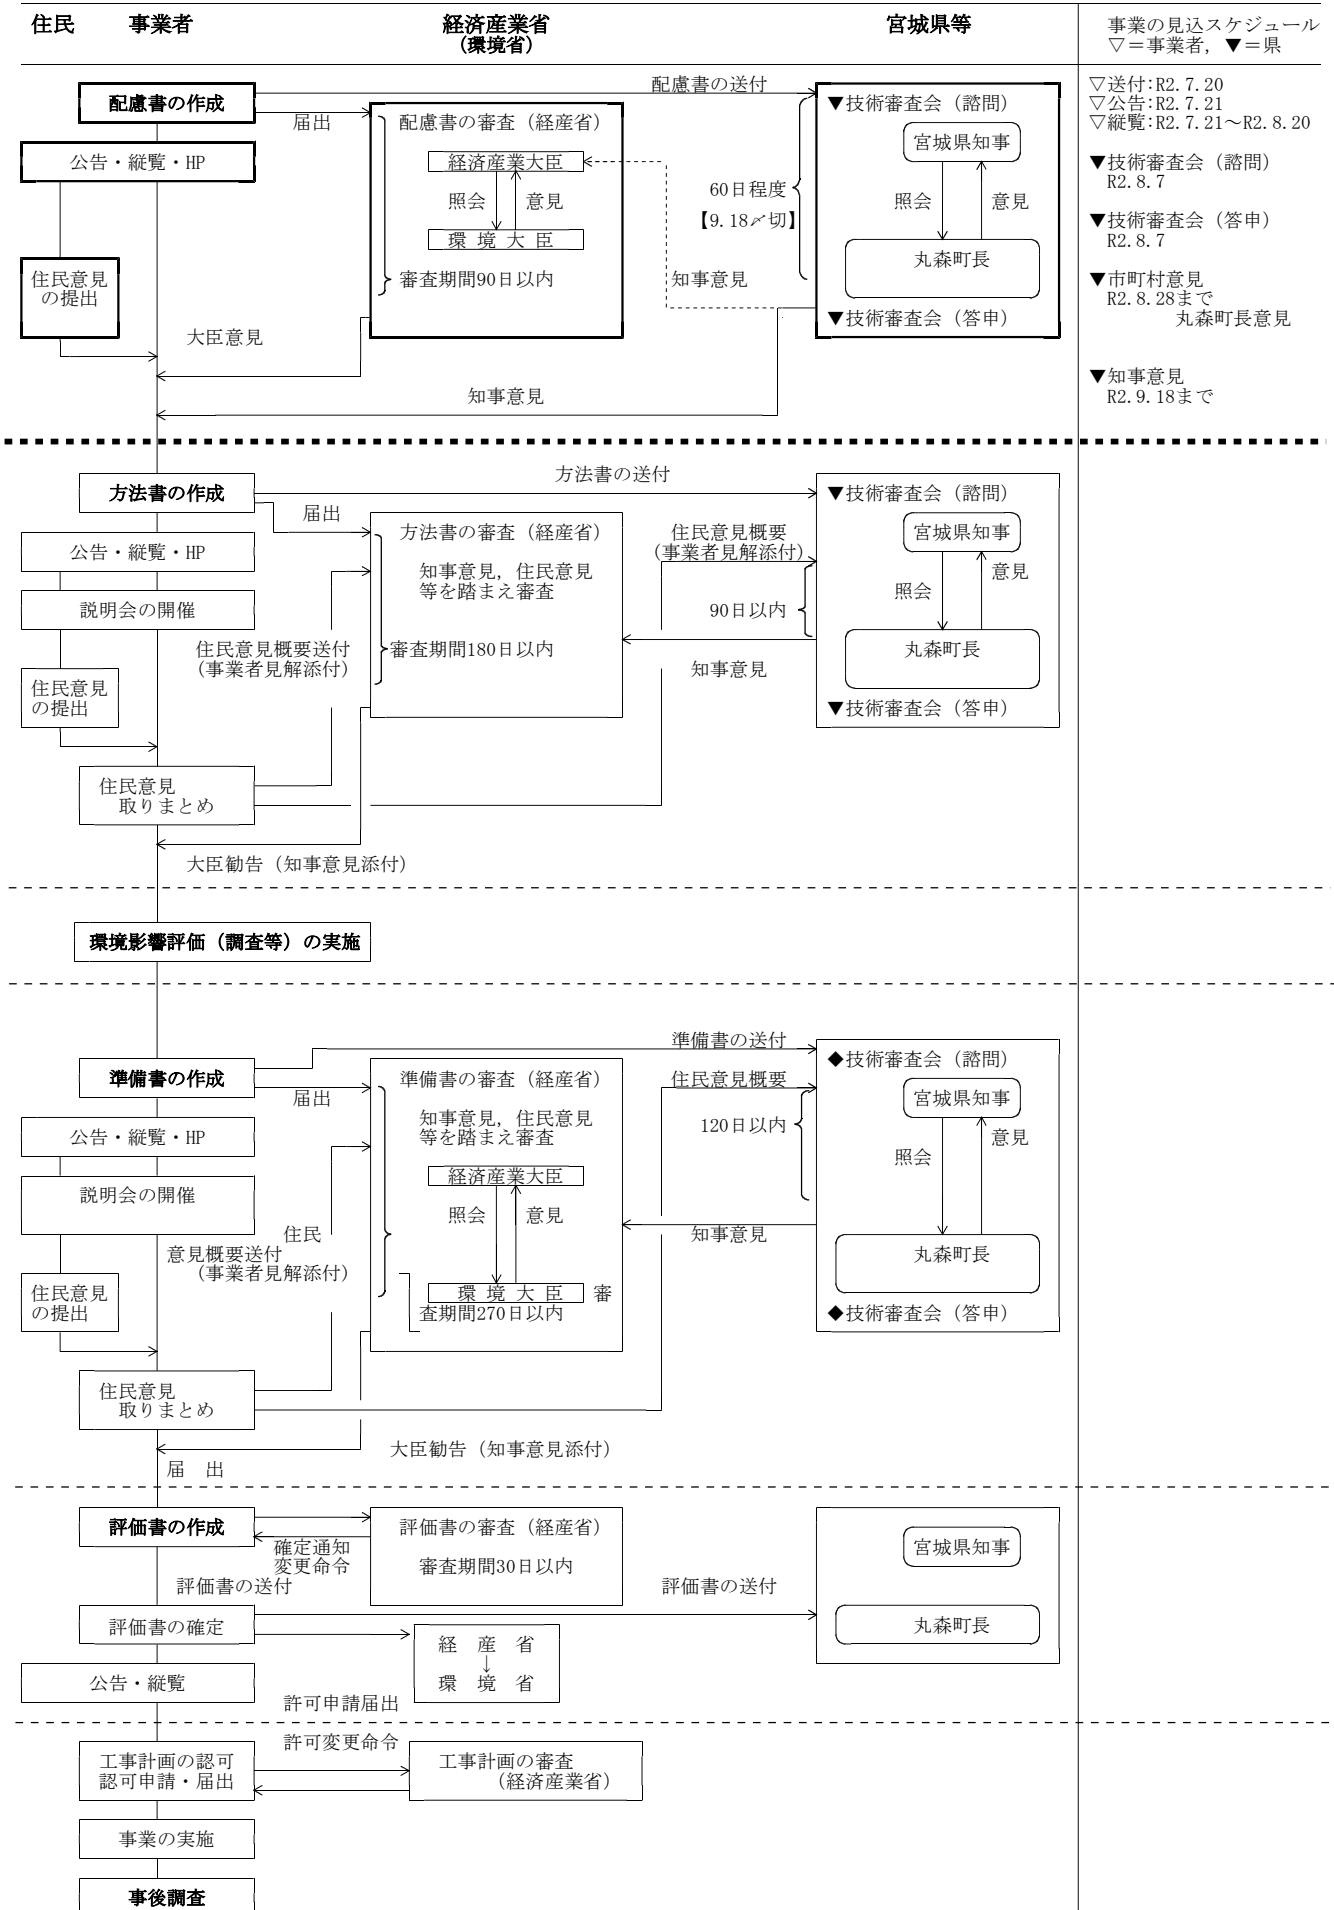 住民
事業者
経済産業省
(環境省)
宮城県等
事業の見込スケジュール
▽＝事業者，▼＝県
配慮書の作成
配慮書の送付
届出
公告・縦覧・HP
配慮書の審査（経産省）
経済産業大臣
照会
意見
環 境 大 臣
審査期間90日以内
▼技術審査会（諮問）
宮城県知事
60日程度
【9.18〆切】
照会
意見
丸森町長
知事意見
▼技術審査会（答申）
住民意見
の提出
大臣意見
知事意見
▽送付:R2.7.20
▽公告:R2.7.21
▽縦覧:R2.7.21～R2.8.20
▼技術審査会（諮問）
R2.8.7
▼技術審査会（答申）
R2.8.7
▼市町村意見
R2.8.28まで
丸森町長意見
▼知事意見
R2.9.18まで
方法書の作成
方法書の送付
届出
公告・縦覧・HP
説明会の開催
方法書の審査（経産省）
知事意見，住民意見
等を踏まえ審査
審査期間180日以内
住民意見概要
(事業者見解添付)
90日以内
▼技術審査会（諮問）
宮城県知事
照会
意見
丸森町長
▼技術審査会（答申）
知事意見
住民意見概要送付
(事業者見解添付)
住民意見
の提出
住民意見
取りまとめ
大臣勧告（知事意見添付）
環境影響評価（調査等）の実施
準備書の作成
準備書の送付
届出
公告・縦覧・HP
説明会の開催
準備書の審査（経産省）
知事意見，住民意見
等を踏まえ審査
経済産業大臣
照会
意見
環 境 大 臣 審
査期間270日以内
住民意見概要
120日以内
◆技術審査会（諮問）
宮城県知事
照会
意見
丸森町長
◆技術審査会（答申）
知事意見
住民
意見概要送付
(事業者見解添付)
住民意見
の提出
住民意見
取りまとめ
大臣勧告（知事意見添付）
届 出
評価書の作成
評価書の審査（経産省）
審査期間30日以内
確定通知
変更命令
評価書の送付
評価書の送付
宮城県知事
丸森町長
評価書の確定
経 産 省
↓
環 境 省
公告・縦覧
許可申請届出
許可変更命令
工事計画の認可
認可申請・届出
工事計画の審査
（経済産業省）
事業の実施
事後調査